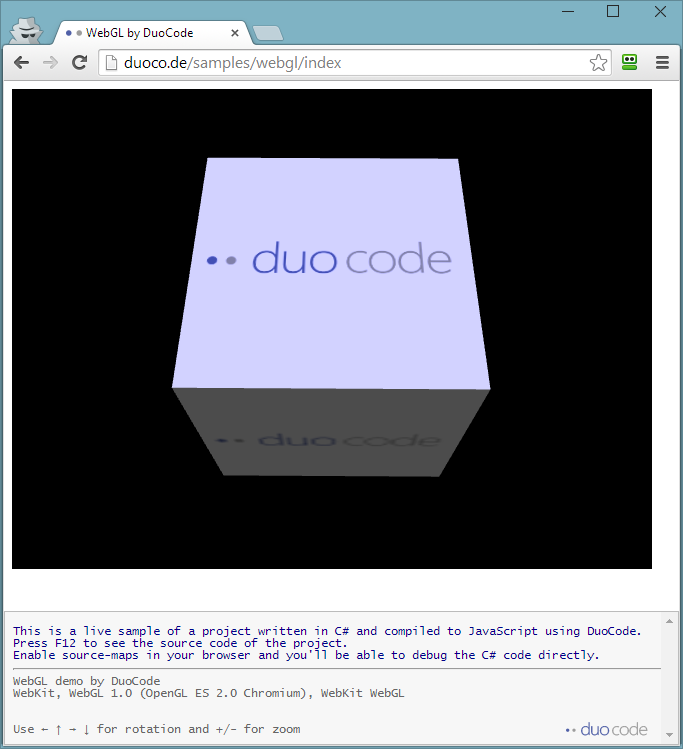 WebGL by DuoCode
duoco.de/samples/webgl/index
duo code
duo code
This is a live sample of a project written in C# and compiled to JavaScript using DuoCode.
Press F12 to see the source code of the project.
Enable source-maps in your browser and you'll be able to debug the C# code directly.
WebGL demo by DuoCode
WebKit, WebGL 1.0 (OpenGL ES 2.0 Chromium), WebKit WebGL
Use ← ↑ → ↓ for rotation and +/- for zoom
duo code